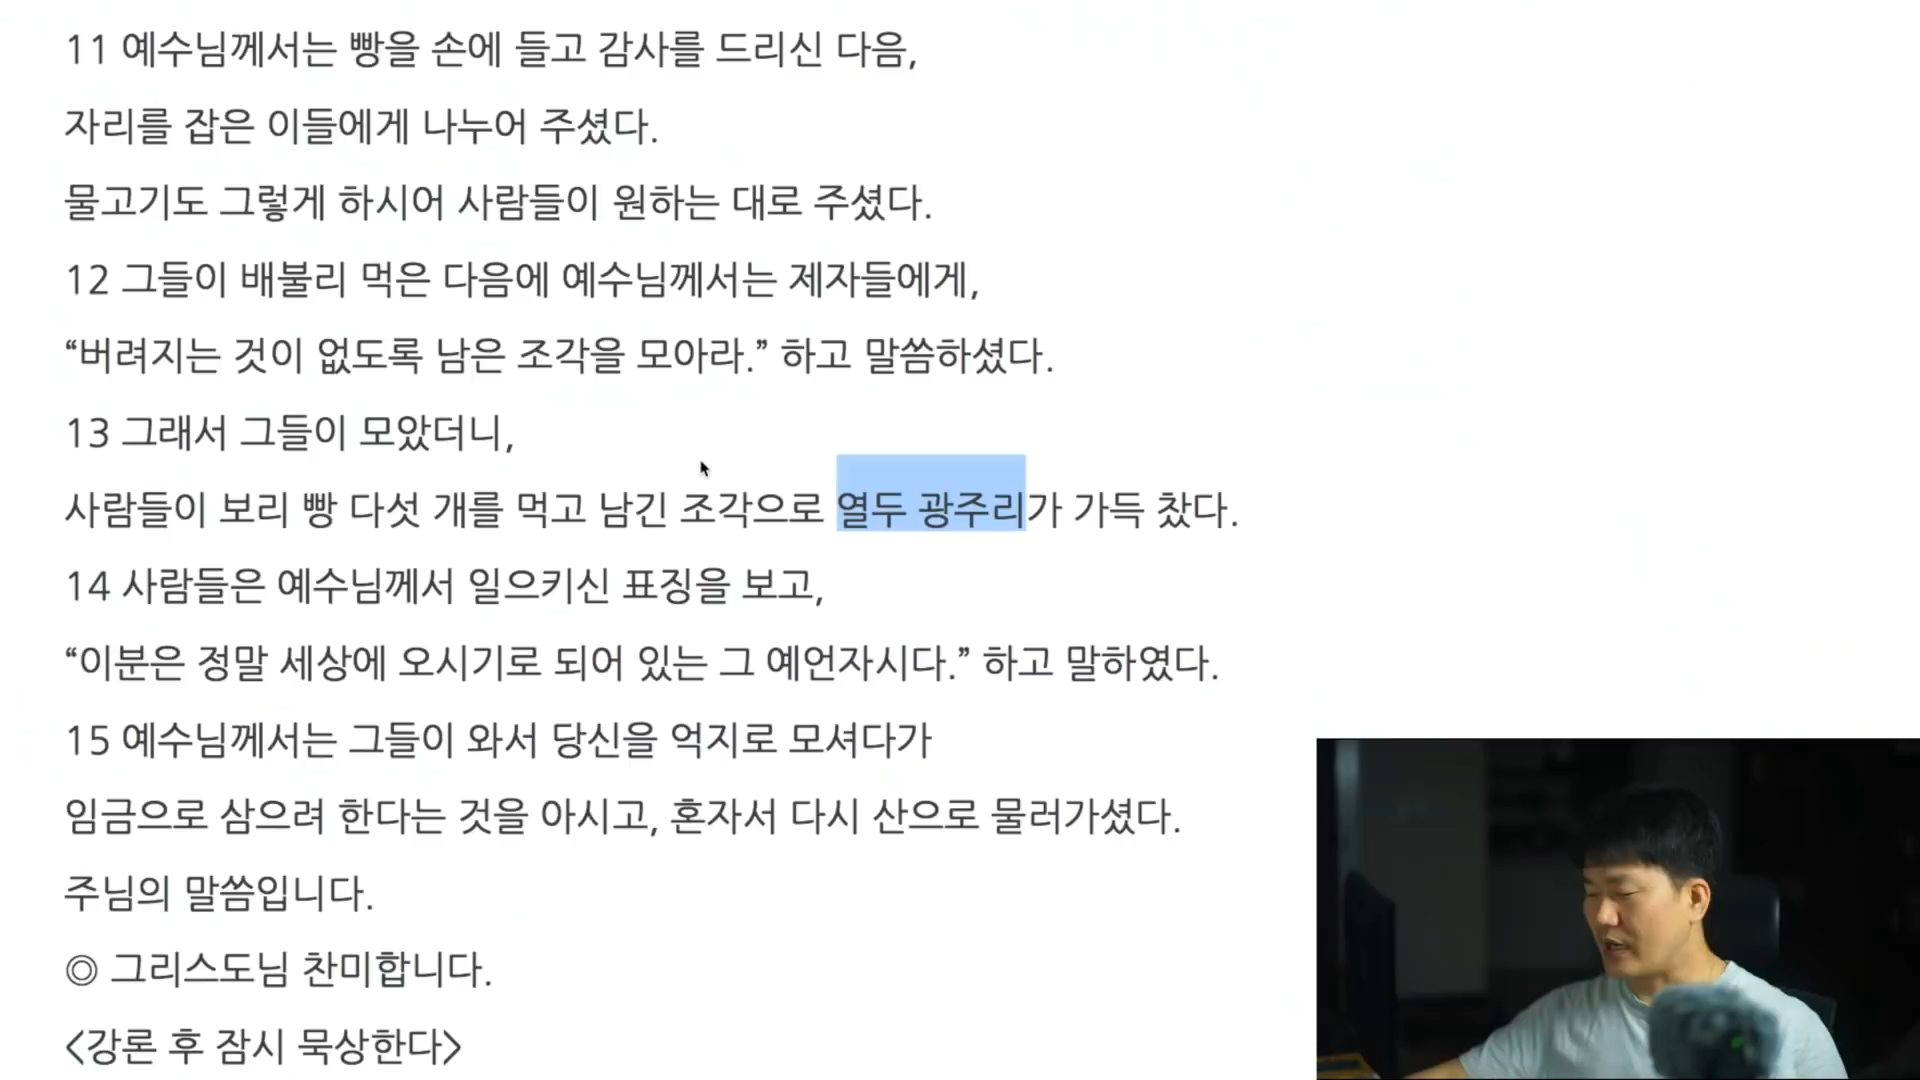 11 예수님께서는 빵을 손에 들고 감사를 드리신 다음,
자리를 잡은 이들에게 나누어 주셨다.
물고기도 그렇게 하시어 사람들이 원하는 대로 주셨다.
12 그들이 배불리 먹은 다음에 예수님께서는 제자들에게,
“버려지는 것이 없도록 남은 조각을 모아라.” 하고 말씀하셨다.
13 그래서 그들이 모았더니,
사람들이 보리 빵 다섯 개를 먹고 남긴 조각으로 열두 광주리가 가득 찼다.
14 사람들은 예수님께서 일으키신 표징을 보고,
“이분은 정말 세상에 오시기로 되어 있는 그 예언자시다.” 하고 말하였다.
15 예수님께서는 그들이 와서 당신을 억지로 모셔다가
임금으로 삼으려 한다는 것을 아시고, 혼자서 다시 산으로 물러가셨다.
주님의 말씀입니다.
◎ 그리스도님 찬미합니다.
<강론 후 잠시 묵상한다>